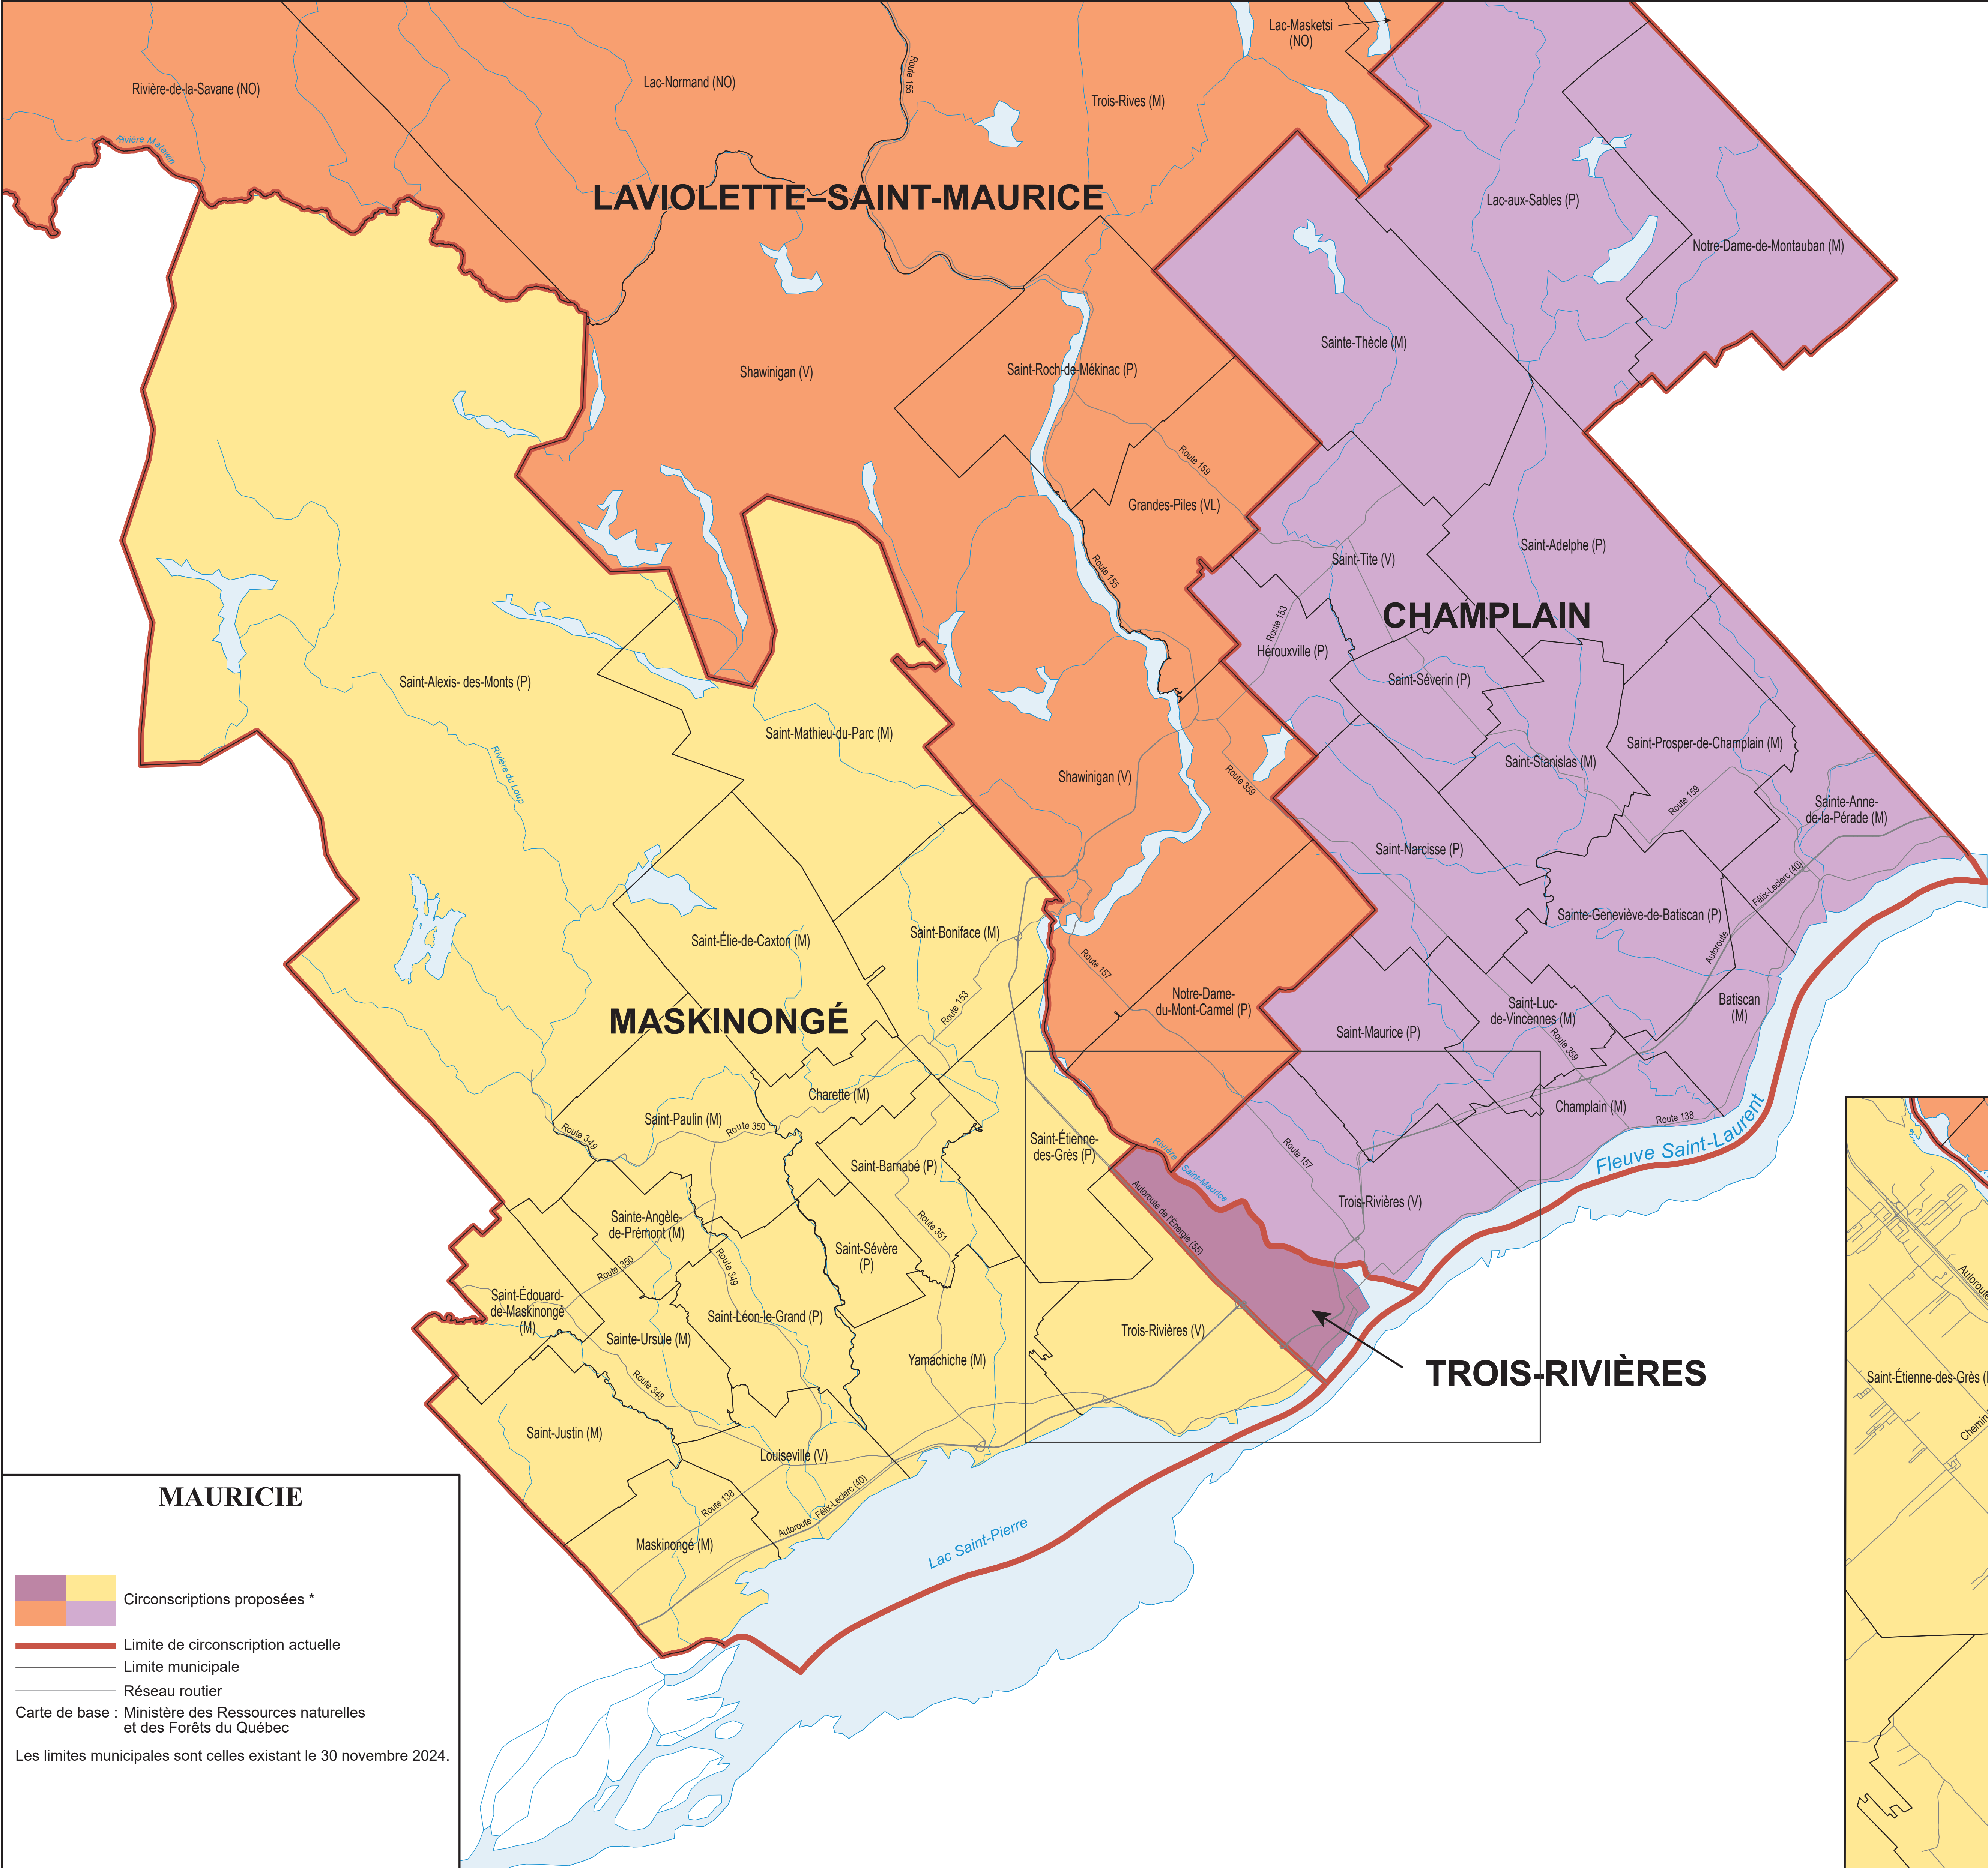 Lac-Masketsi
(NO)
Rivière-de-la-Savane (NO)
Lac-Normand (NO)
Route 155
Trois-Rives (M)
Rivière Matawin
LAVIOLETTE–SAINT-MAURICE
Lac-aux-Sables (P)
Notre-Dame-de-Montauban (M)
Sainte-Thècle (M)
Shawinigan (V)
Saint-Roch-de-Mékinac (P)
Route 159
Grandes-Piles (VL)
Saint-Adelphe (P)
Saint-Tite (V)
Route 155
CHAMPLAIN
Route 153
Hérouxville (P)
Saint-Séverin (P)
Saint-Alexis- des-Monts (P)
Saint-Mathieu-du-Parc (M)
Saint-Prosper-de-Champlain (M)
Saint-Stanislas (M)
Rivière du Loup
Shawinigan (V)
Route 359
Route 159
Sainte-Anne-
de-la-Pérade (M)
Saint-Narcisse (P)
Félix-Leclerc (40)
Autoroute
Sainte-Geneviève-de-Batiscan (P)
Saint-Élie-de-Caxton (M)
Saint-Boniface (M)
Route 157
Route 153
Notre-Dame-
du-Mont-Carmel (P)
Saint-Luc-
de-Vincennes (M)
Batiscan
(M)
MASKINONGÉ
Saint-Maurice (P)
Route 359
Charette (M)
Champlain (M)
Route 138
Saint-Paulin (M)
Route 350
Route 349
Saint-Étienne-
des-Grès (P)
Fleuve Saint-Laurent
Saint-Barnabé (P)
Rivière Saint-Maurice
Route 157
Autoroute de l'Énergie (55)
Trois-Rivières (V)
Sainte-Angèle-
de-Prémont (M)
Route 351
Saint-Sévère
(P)
Route 350
Route 349
Saint-Édouard-
de-Maskinongé
(M)
Saint-Léon-le-Grand (P)
Sainte-Ursule (M)
Trois-Rivières (V)
Yamachiche (M)
TROIS-RIVIÈRES
Route 348
Saint-Justin (M)
Louiseville (V)
Route 138
Autoroute Félix-Leclerc (40)
Maskinongé (M)
Lac Saint-Pierre
Autoroute
Saint-Étienne-des-Grès (
Chemin
MAURICIE
Circonscriptions proposées *
Limite de circonscription actuelle
Limite municipale
Réseau routier
Carte de base : Ministère des Ressources naturelles
et des Forêts du Québec
Les limites municipales sont celles existant le 30 novembre 2024.